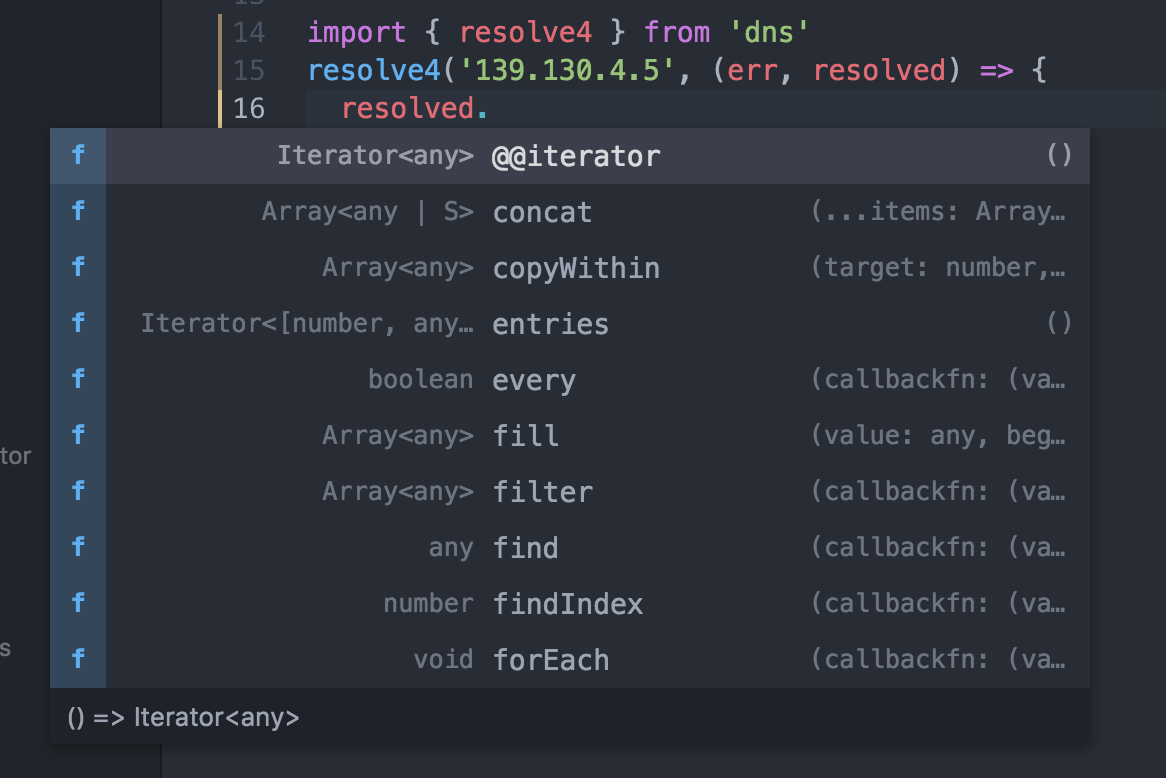 14 import { resolve4 } from 'dns'
15 resolve4('139.130.4.5', (err, resolved) => {
16 resolved.
f Iterator<any> @@iterator ()
f Array<any | S> concat (...items: Array…
f Array<any> copyWithin (target: number,…
f Iterator<[number, any… entries ()
f boolean every (callbackfn: (va…
f Array<any> fill (value: any, beg…
tor
f Array<any> filter (callbackfn: (va…
f any find (callbackfn: (va…
f number findIndex (callbackfn: (va…
s
f void forEach (callbackfn: (va…
() => Iterator<any>